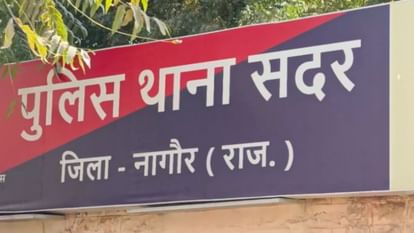 पुलिस थाना सदर
जिला - नागौर ( राज. )